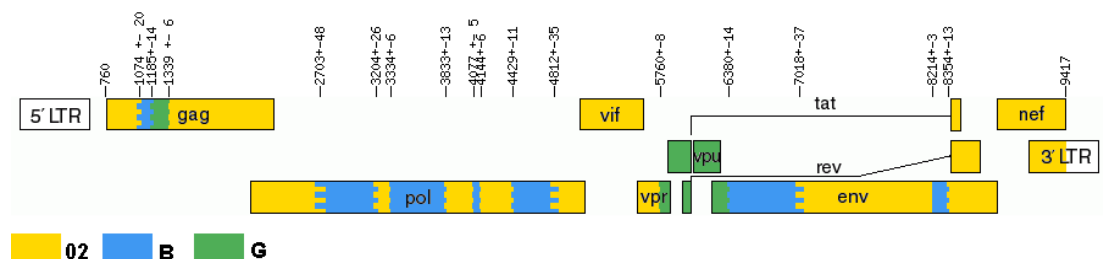 760
1074 +- 20
1185+-14
1339 +- 6
2703+-48
3204+-26
3334+-6
3833+-13
4077 +- 5
4144+-6
4429+-11
4812+-35
5760+-8
6380+-14
7018+-37
8214+-3
8354+-13
9417
5´ LTR gag vif tat nef
vpu rev 3´ LTR
pol vpr env
02 B G